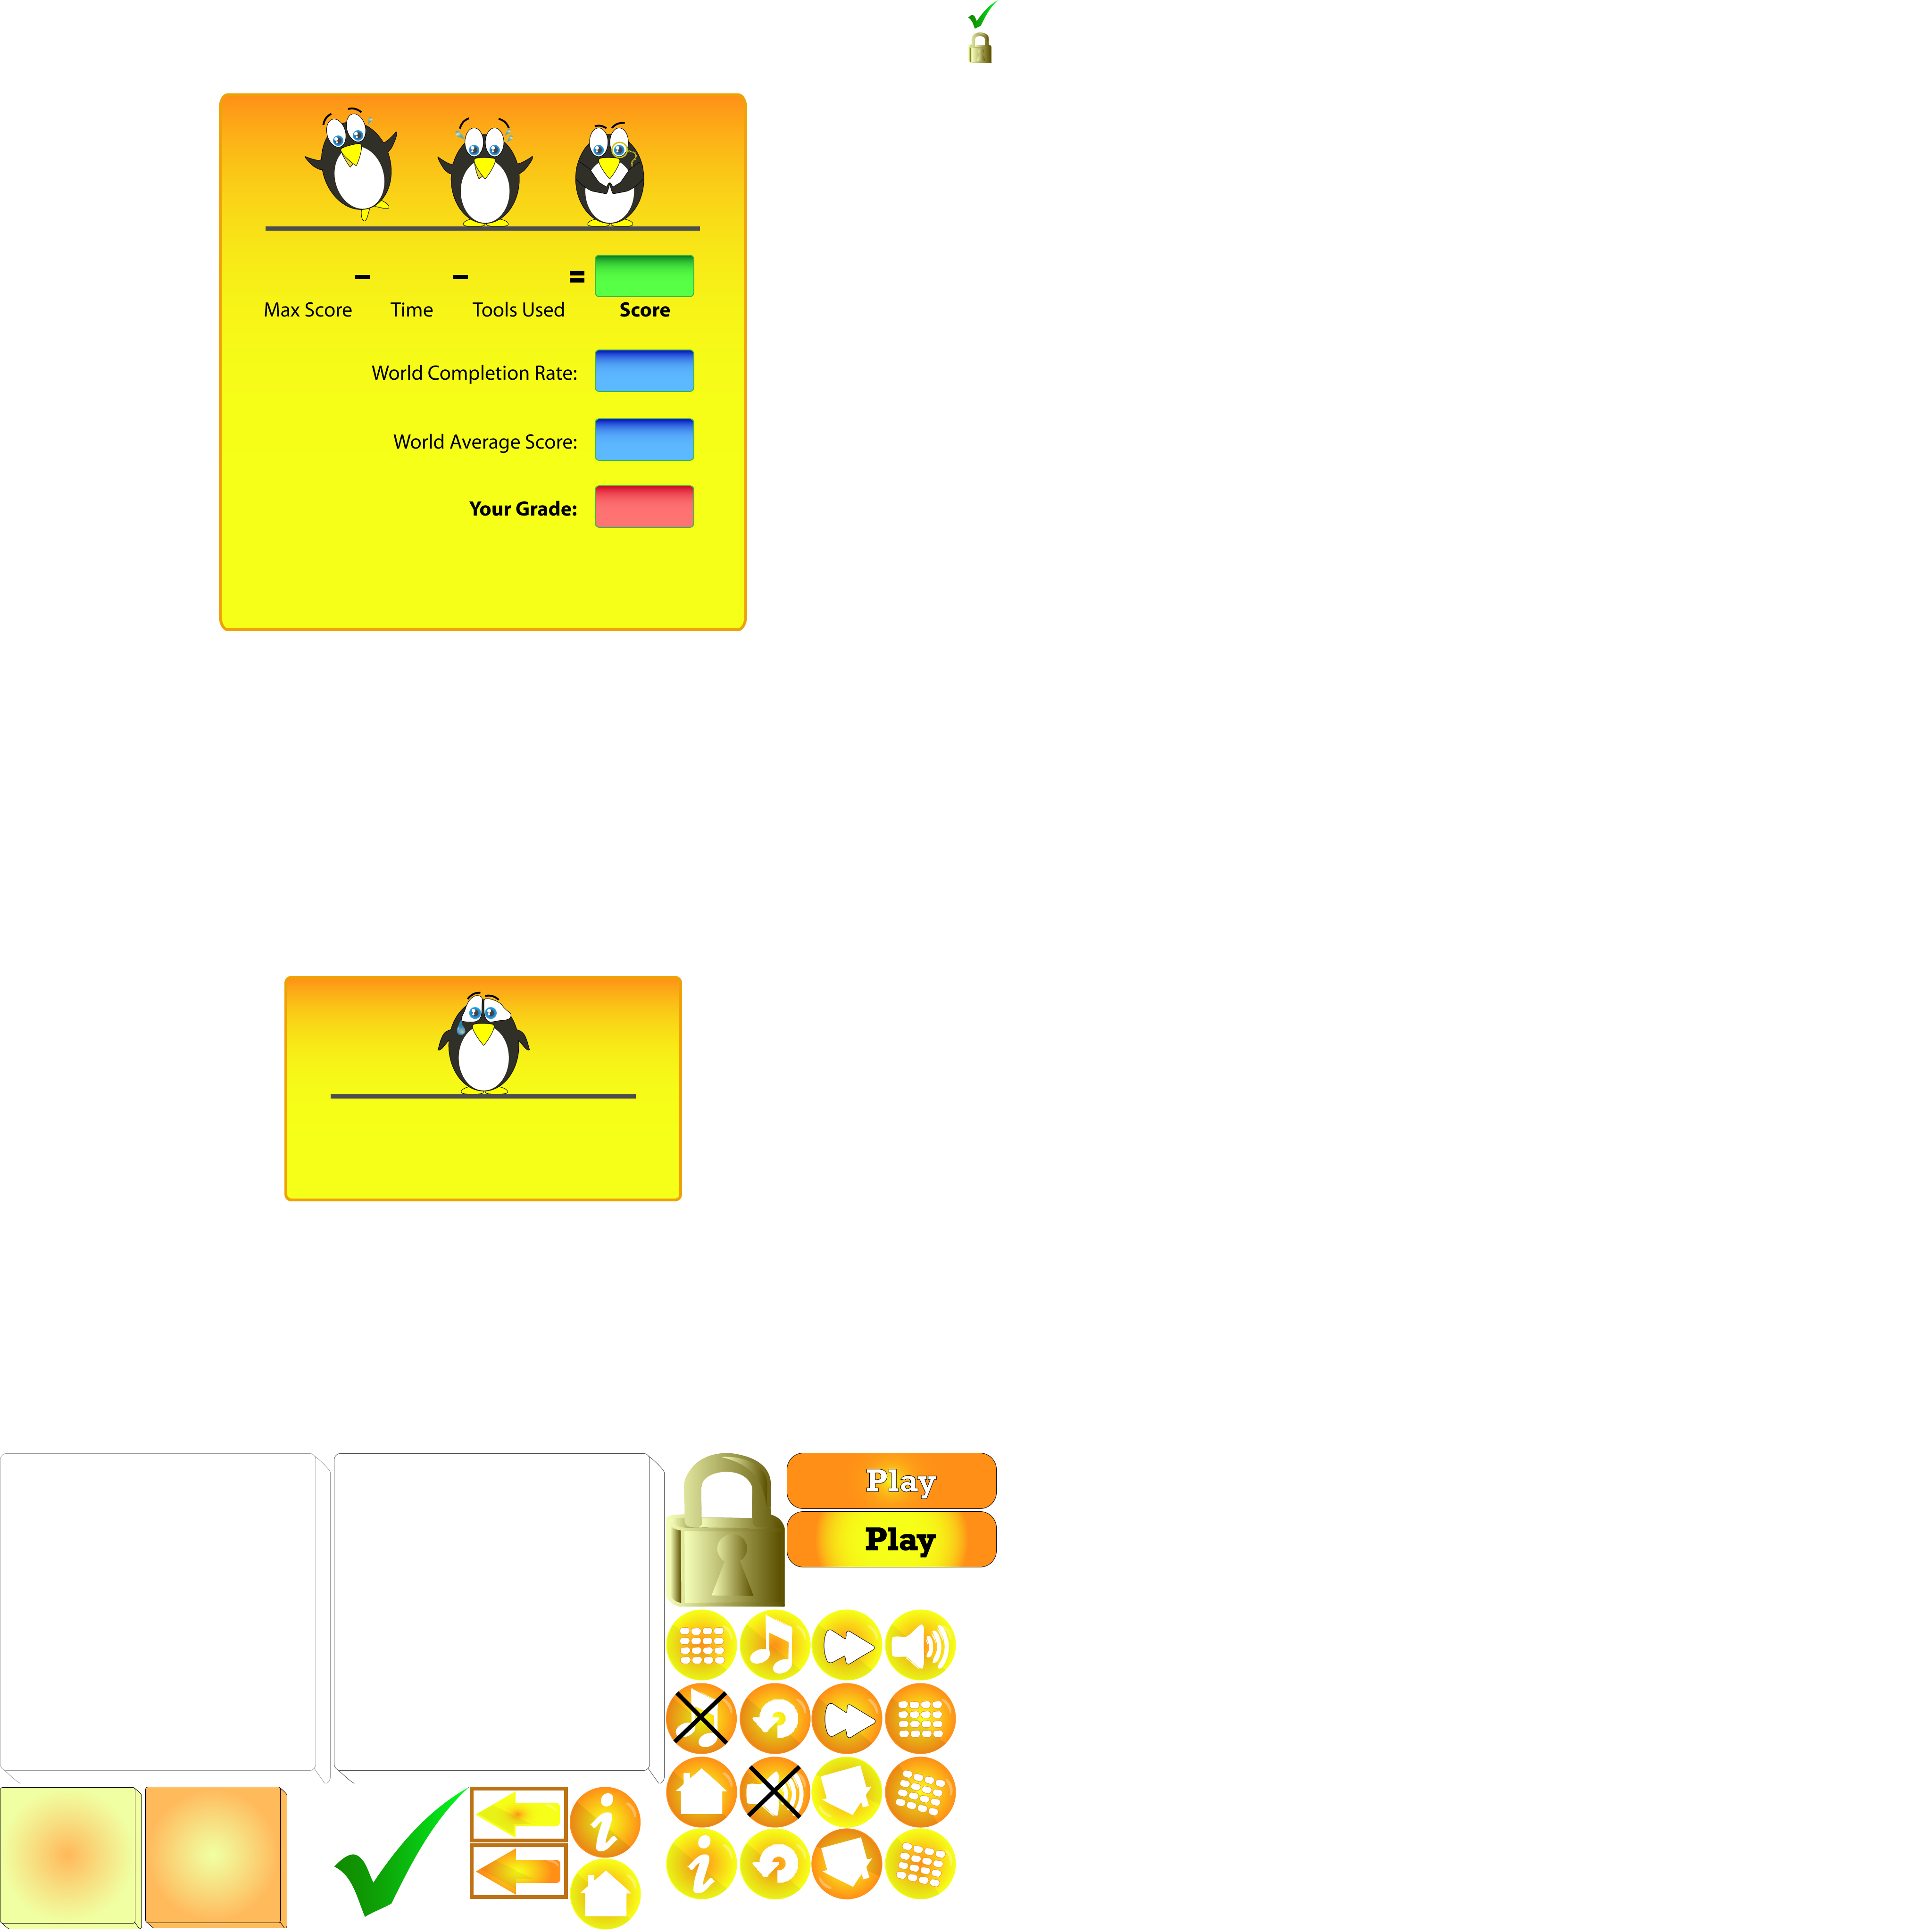 - - =
Max Score Time Tools Used Score
World Completion Rate:
World Average Score:
Your Grade:
Play
Play
i
i